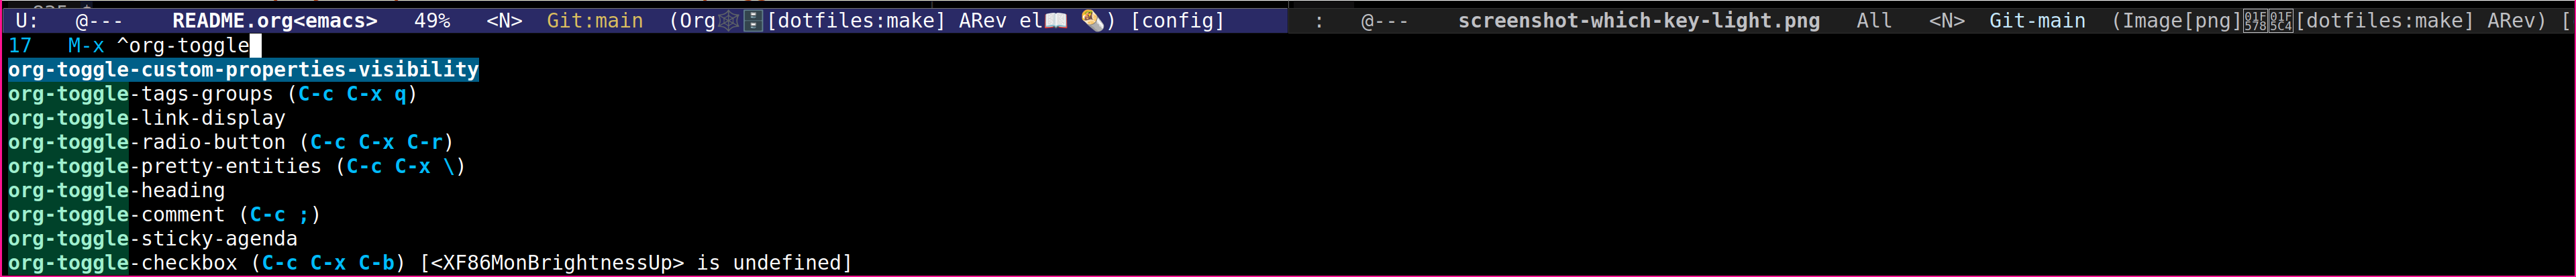 U:   @---   README.org<emacs>   49%   <N>  Git:main  (Org🕸🗄[dotfiles:make] ARev el📖 💊) [config]
:   @---   screenshot-which-key-light.png   All   <N>  Git-main  (Image[png]🕸🗄[dotfiles:make] ARev) [
17   M-x ^org-toggle
org-toggle-custom-properties-visibility
org-toggle-tags-groups (C-c C-x q)
org-toggle-link-display
org-toggle-radio-button (C-c C-x C-r)
org-toggle-pretty-entities (C-c C-x \)
org-toggle-heading
org-toggle-comment (C-c ;)
org-toggle-sticky-agenda
org-toggle-checkbox (C-c C-x C-b) [<XF86MonBrightnessUp> is undefined]